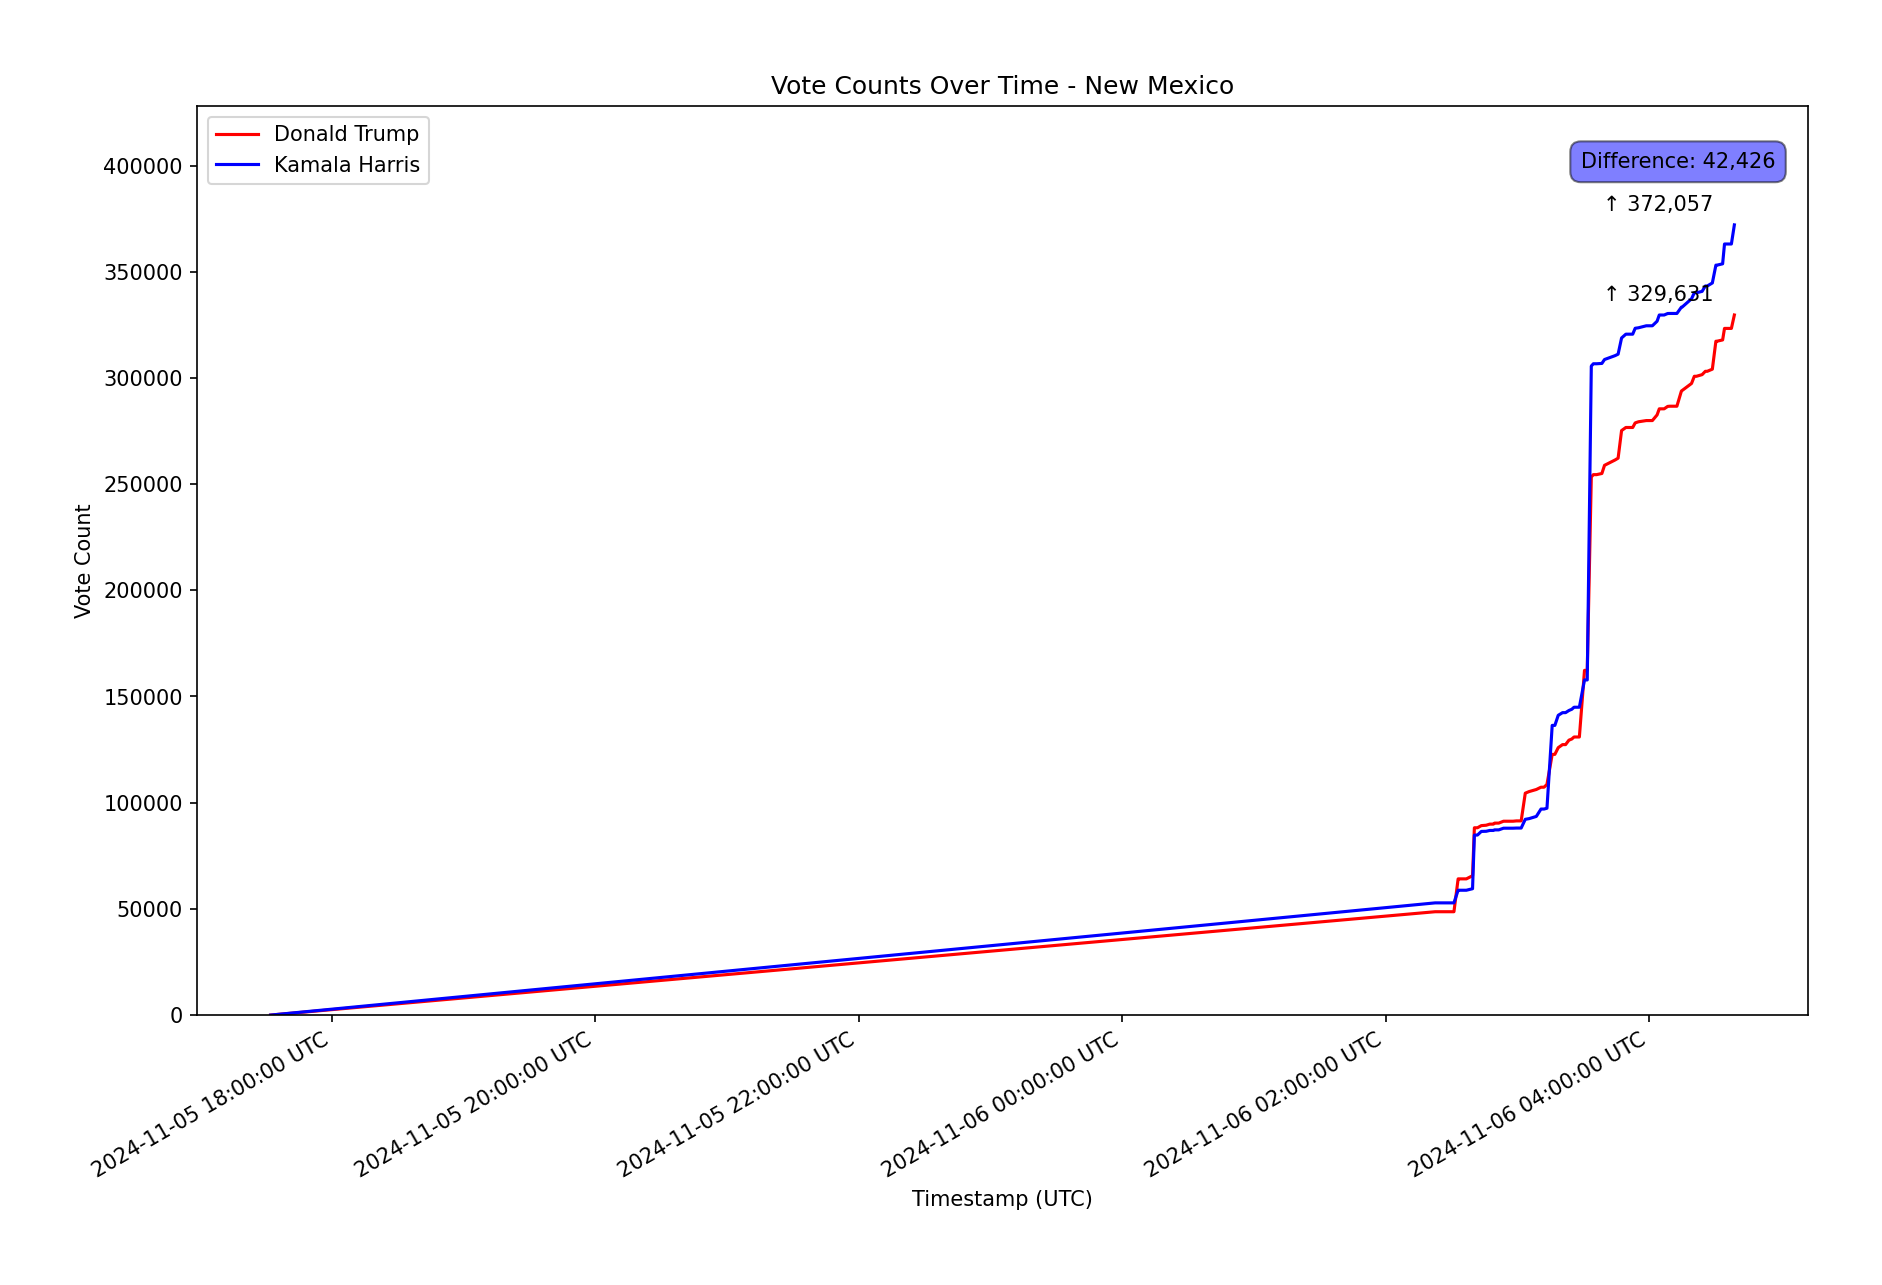 Vote Counts Over Time - New Mexico
Donald Trump
Kamala Harris
Difference: 42,426
↑ 372,057
↑ 329,631
Vote Count
400000
350000
300000
250000
200000
150000
100000
50000
0
2024-11-05 18:00:00 UTC
2024-11-05 20:00:00 UTC
2024-11-05 22:00:00 UTC
2024-11-06 00:00:00 UTC
2024-11-06 02:00:00 UTC
2024-11-06 04:00:00 UTC
Timestamp (UTC)